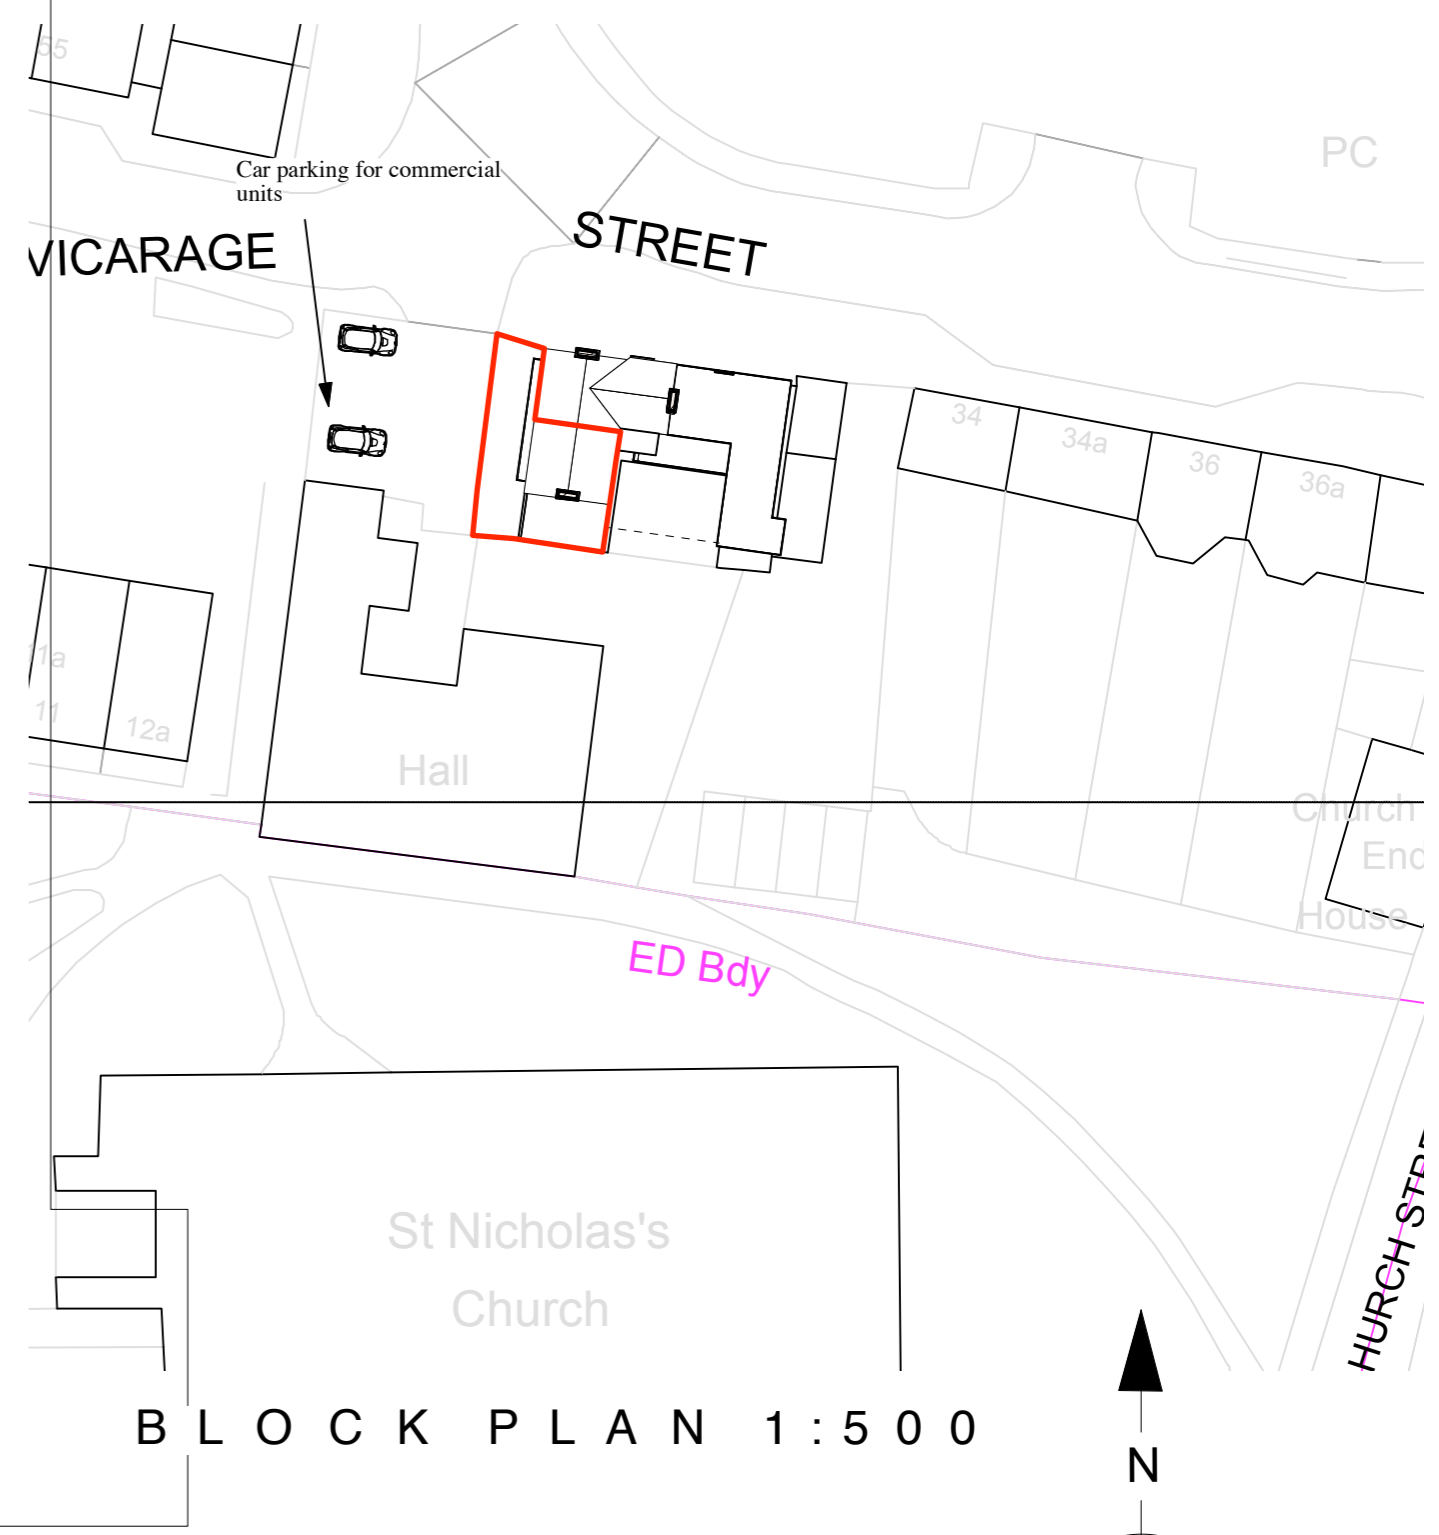 55
Car parking for commercial
units
PC
VICARAGE
STREET
34
34a
36
36a
11a
11
12a
Hall
Church
End
House
ED Bdy
St Nicholas's
Church
HURCH STRE
BLOCK PLAN 1:500
N